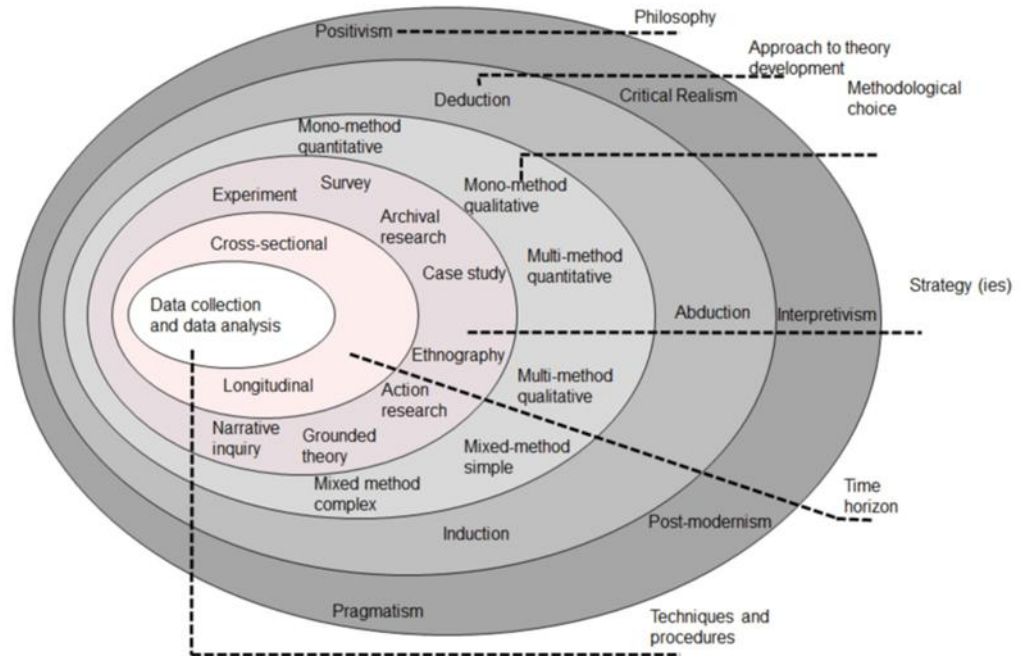 Philosophy
Positivism
Approach to theory
development
Critical Realism
Methodological
choice
Deduction
Mono-method
quantitative
Survey
Experiment
Mono-method
qualitative
Archival
research
Cross-sectional
Multi-method
quantitative
Case study
Strategy (ies)
Data collection
and data analysis
Abduction
Interpretivism
Ethnography
Multi-method
qualitative
Longitudinal
Action
research
Narrative
inquiry
Grounded
theory
Mixed-method
simple
Mixed method
complex
Time
horizon
Post-modernism
Induction
Pragmatism
Techniques and
procedures